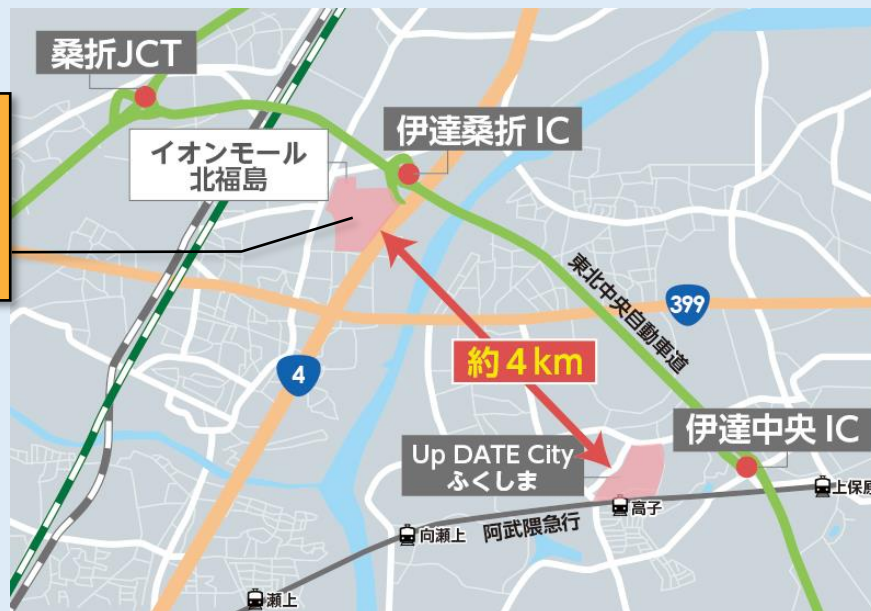 桑折JCT
伊達桑折 IC
イオンモール
北福島
東北中央自動車道
399
4
約4km
伊達中央 IC
Up DATE City
ふくしま
上保原
高子
阿武隈急行
向瀬上
瀬上